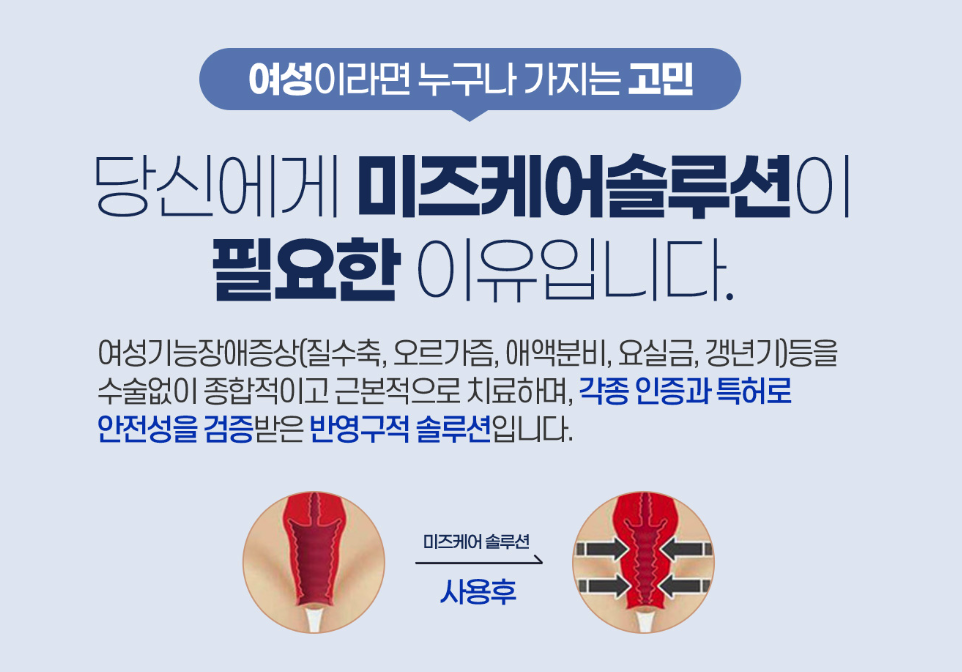 여성이라면 누구나 가지는 고민
당신에게 미즈케어솔루션이
필요한 이유입니다.
여성기능장애증상(질수축, 오르가즘, 애액분비, 요실금, 갱년기)등을
수술없이 종합적이고 근본적으로 치료하며, 각종 인증과 특허로
안전성을 검증받은 반영구적 솔루션입니다.
미즈케어 솔루션
사용후